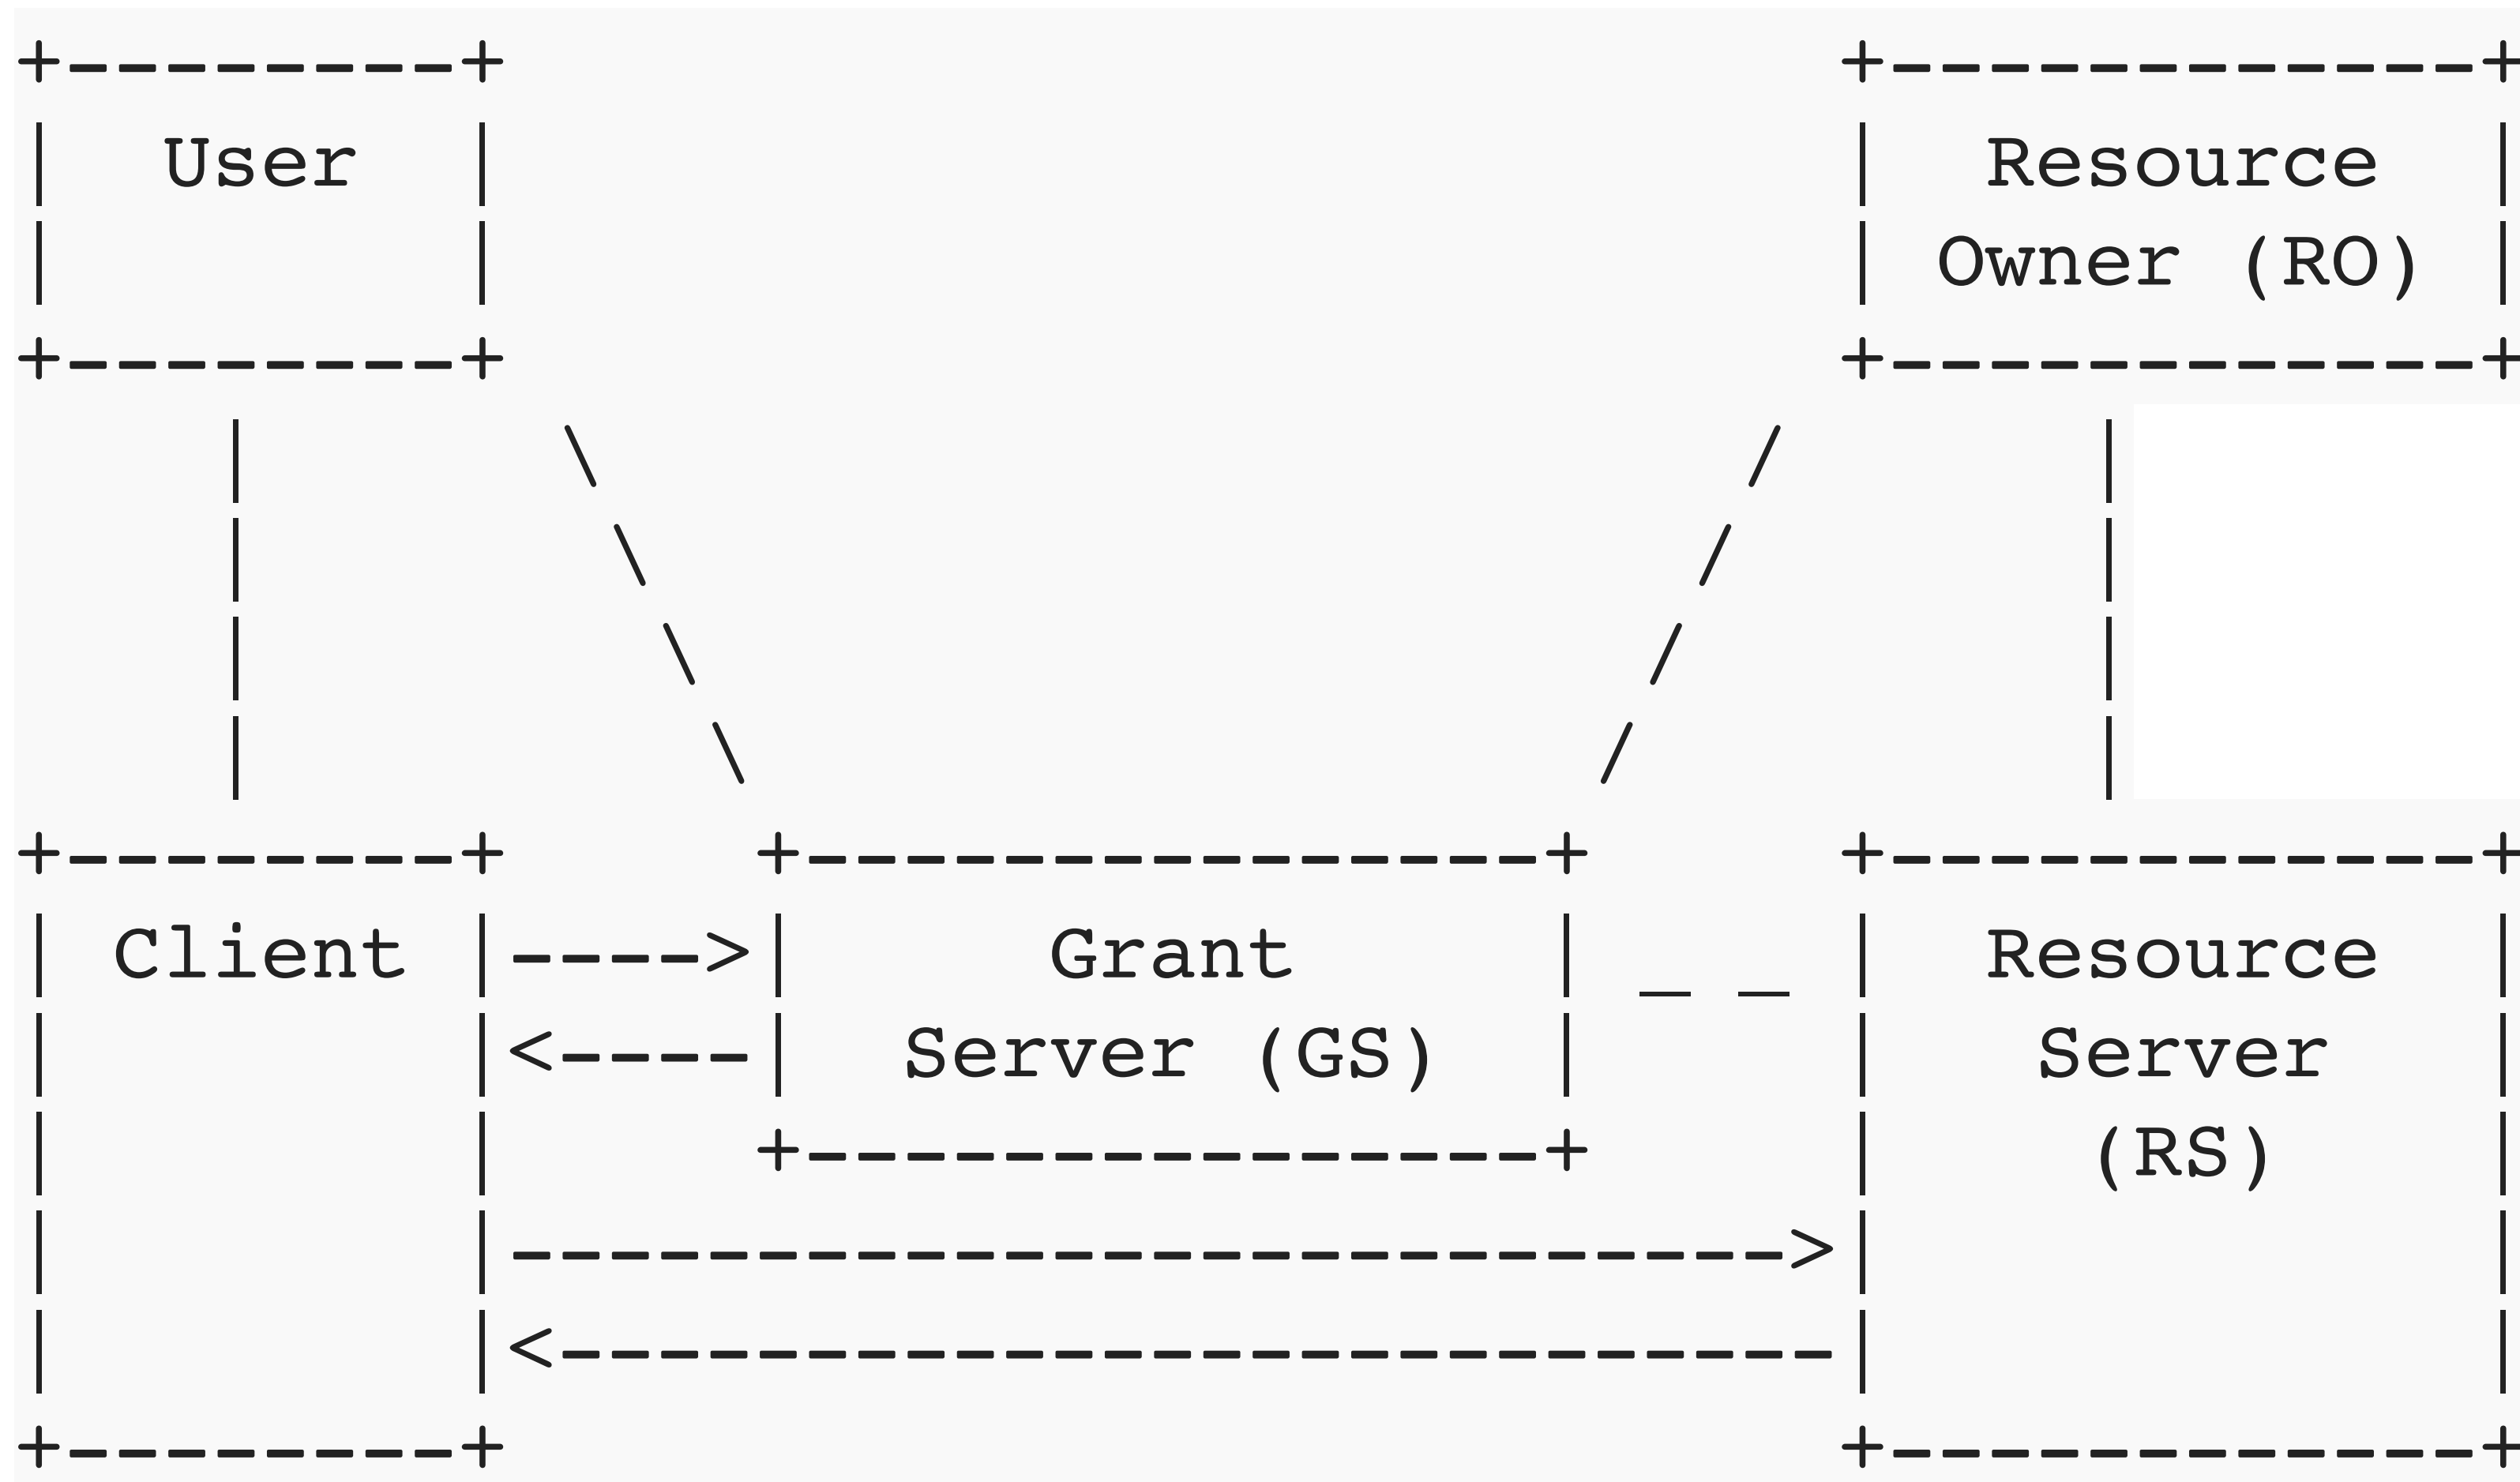 +--------+                           +------------+
|  User  |                           |  Resource  |
|        |                           | Owner (RO) |
+--------+                           +------------+
    |      \                       /      |
    |       \                     /       |
    |        \                   /        |
    |         \                 /         |
+--------+     +---------------+     +------------+
| Client |---->|     Grant     | _ _ |  Resource  |
|        |<----|  Server (GS)  |     |   Server   |
|        |     +---------------+     |    (RS)    |
|        |-------------------------->|            |
|        |<--------------------------|            |
+--------+                           +------------+